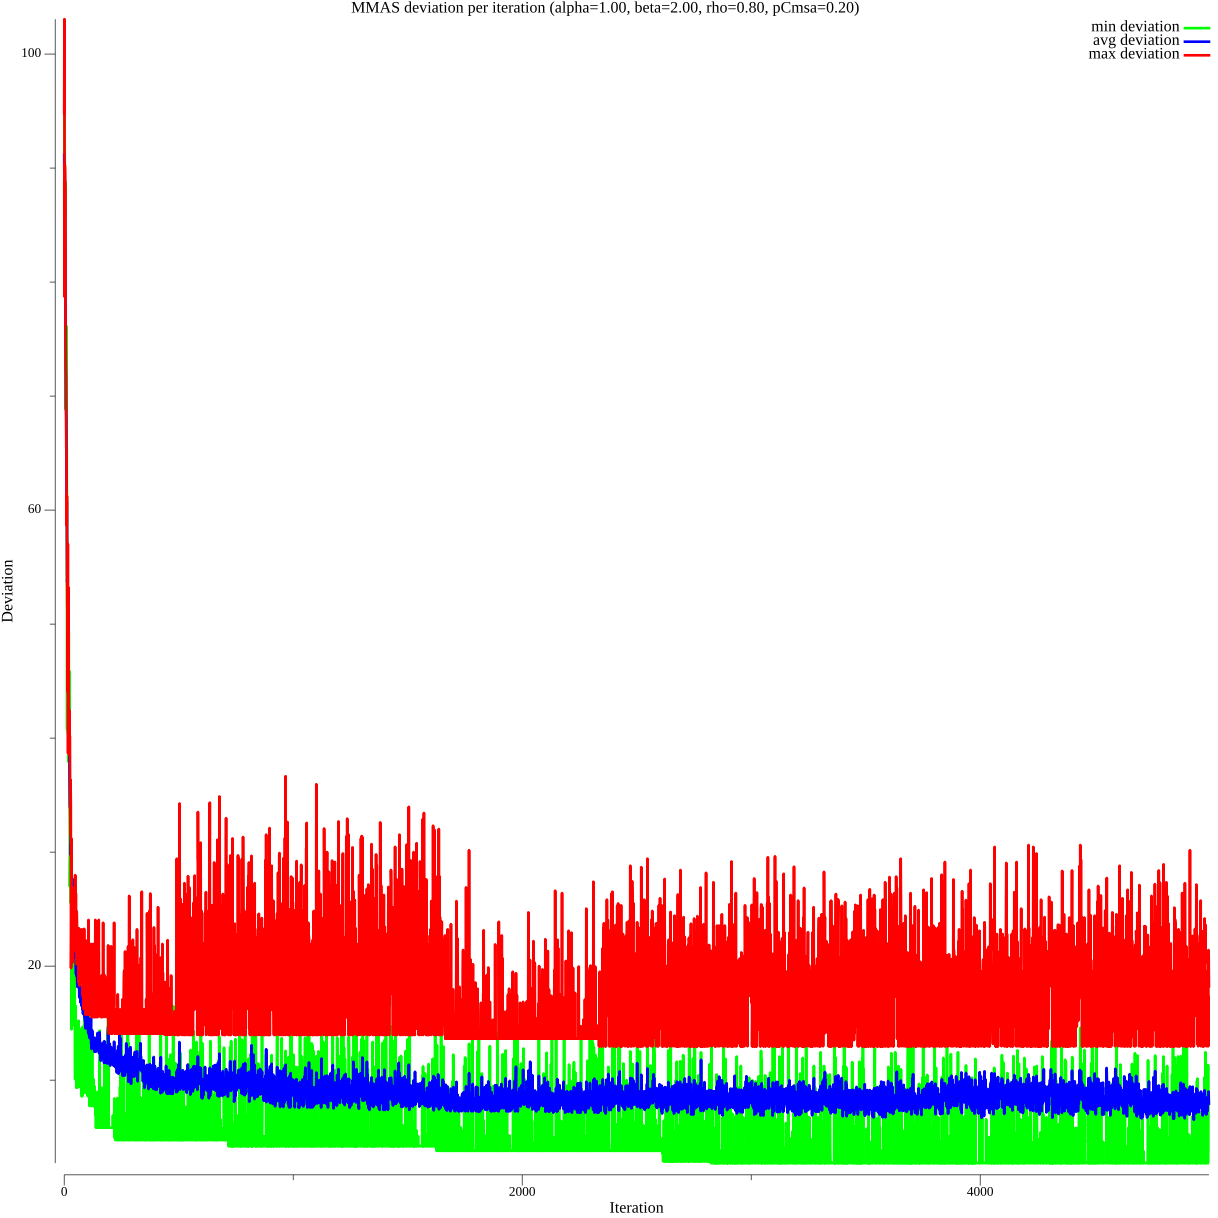 MMAS deviation per iteration (alpha=1.00, beta=2.00, rho=0.80, pCmsa=0.20)
min deviation
avg deviation
max deviation
100
60
20
Deviation
0
2000
4000
Iteration